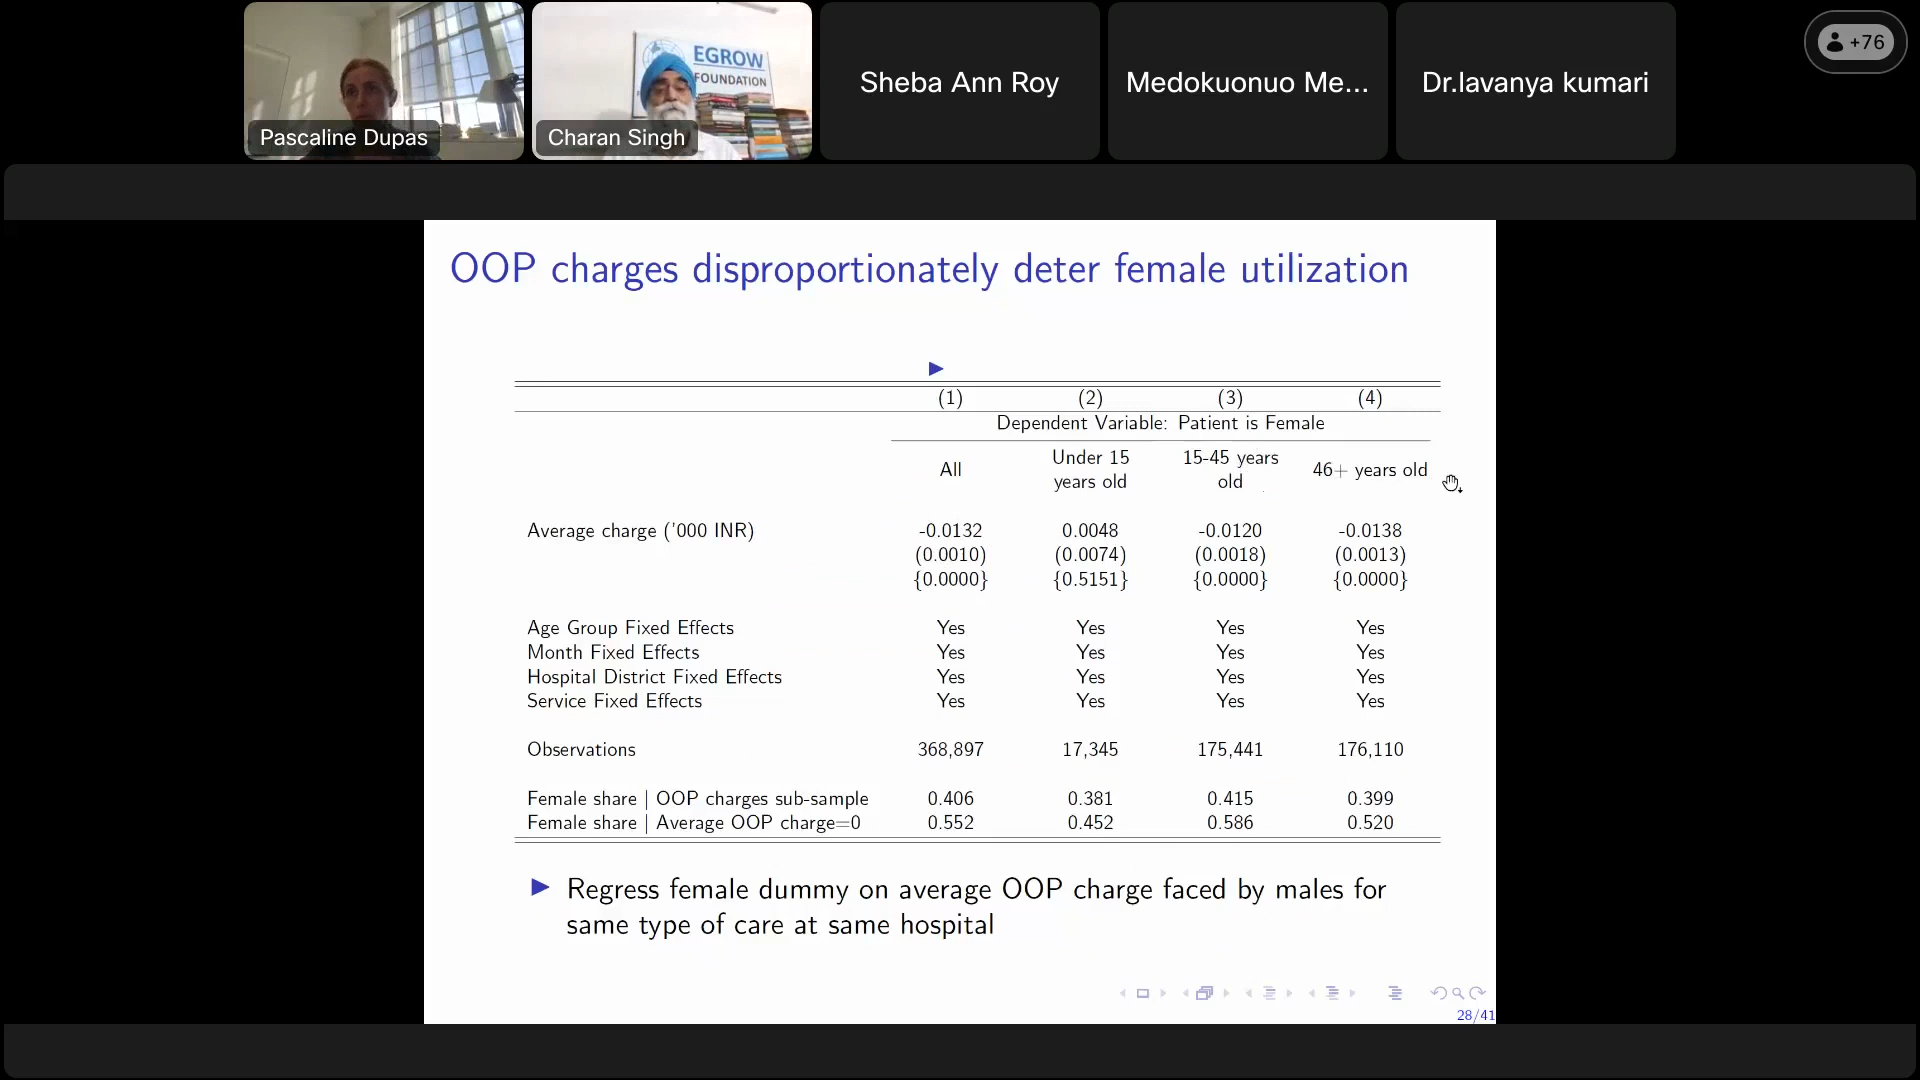 EGROW
FOUNDATION
Pascaline Dupas
Charan Singh
Sheba Ann Roy
Medokuonuo Me...
Dr.lavanya kumari
+76
OOP charges disproportionately deter female utilization
(1) (2) (3) (4)
Dependent Variable: Patient is Female
All Under 15 years old 15-45 years old 46+ years old
Average charge ('000 INR) -0.0132 0.0048 -0.0120 -0.0138
(0.0010) (0.0074) (0.0018) (0.0013)
{0.0000} {0.5151} {0.0000} {0.0000}
Age Group Fixed Effects Yes Yes Yes Yes
Month Fixed Effects Yes Yes Yes Yes
Hospital District Fixed Effects Yes Yes Yes Yes
Service Fixed Effects Yes Yes Yes Yes
Observations 368,897 17,345 175,441 176,110
Female share | OOP charges sub-sample 0.406 0.381 0.415 0.399
Female share | Average OOP charge=0 0.552 0.452 0.586 0.520
Regress female dummy on average OOP charge faced by males for
same type of care at same hospital
28/41